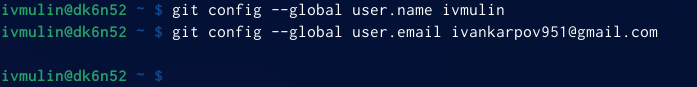 ivmulin@dk6n52 ~ $ git config --global user.name ivmulin
ivmulin@dk6n52 ~ $ git config --global user.email ivankarpov951@gmail.com
ivmulin@dk6n52 ~ $